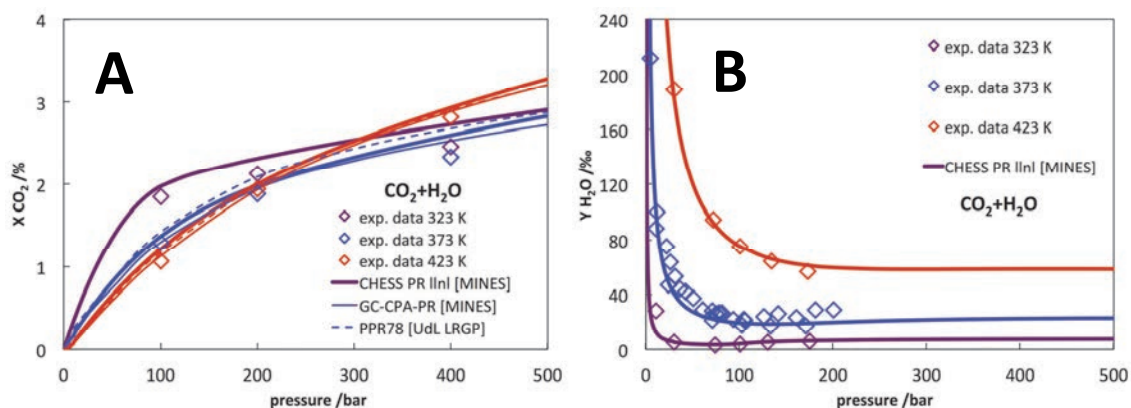 A
X CO₂ /%
4
3
2
1
0
0 100 200 300 400 500
pressure /bar
CO₂+H₂O
exp. data 323 K
exp. data 373 K
exp. data 423 K
CHESS PR llnl [MINES]
GC-CPA-PR [MINES]
PPR78 [UdL LRGP]
B
Y H₂O /‰
240
200
160
120
80
40
0
0 100 200 300 400 500
pressure /bar
exp. data 323 K
exp. data 373 K
exp. data 423 K
CHESS PR llnl [MINES]
CO₂+H₂O